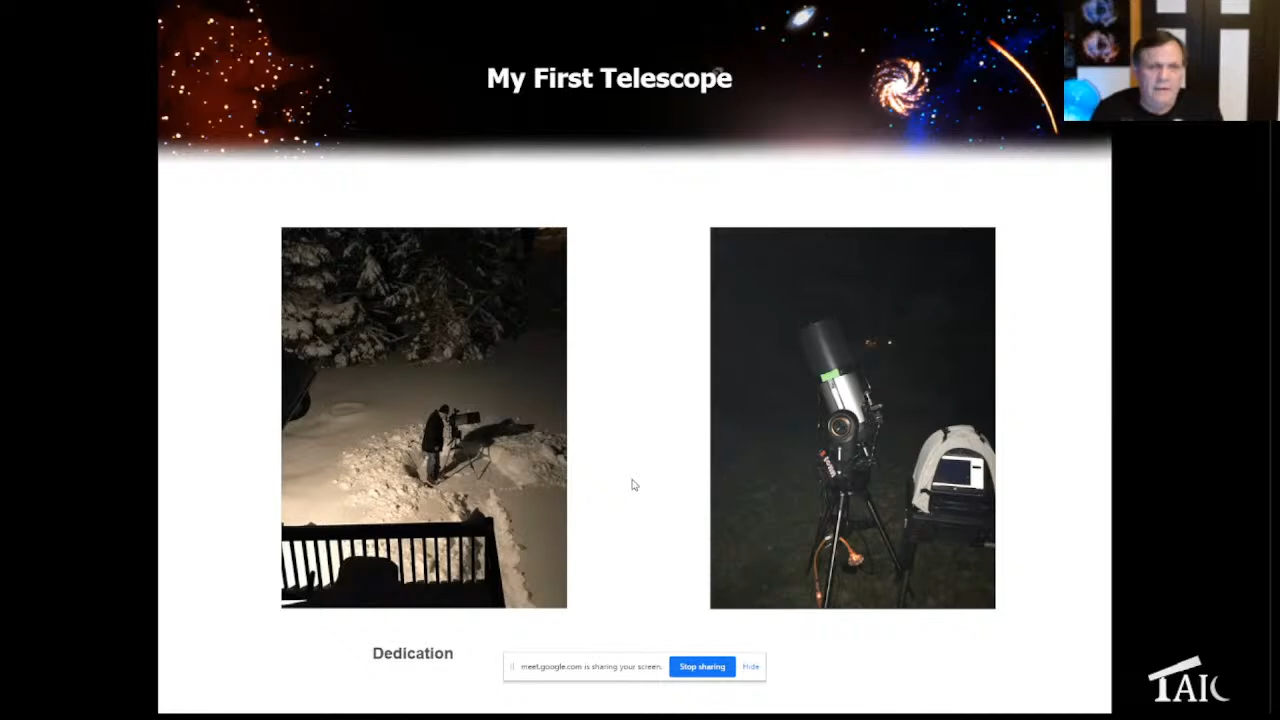 My First Telescope
Dedication
meet.google.com is sharing your screen.
Stop sharing
Hide
TAIC